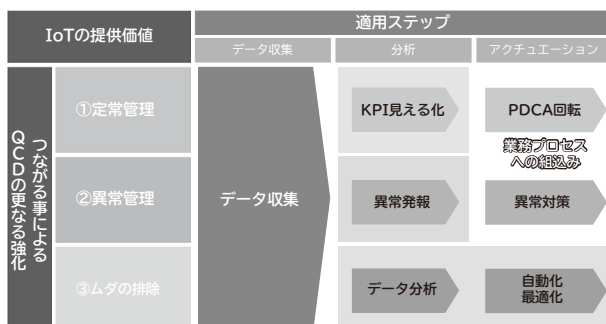 IoTの提供価値
適用ステップ
データ収集
分析
アクチュエーション
つながる事による
QCDの更なる強化
①定常管理
データ収集
KPI見える化
PDCA回転
業務プロセス
への組込み
②異常管理
異常発報
異常対策
③ムダの排除
データ分析
自動化
最適化